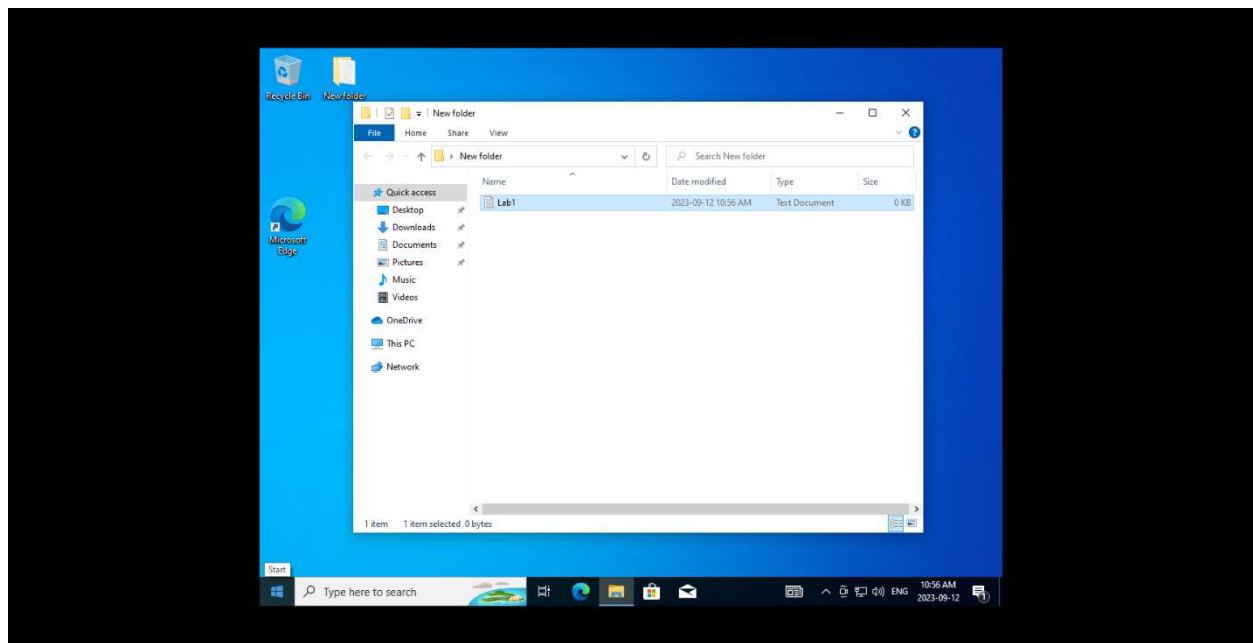 Recycle Bin
New folder
Microsoft
Edge
New folder
File Home Share View
New folder
Search New folder
Name Date modified Type Size
Lab1 2023-09-12 10:56 AM Text Document 0 KB
Quick access
Desktop
Downloads
Documents
Pictures
Music
Videos
OneDrive
This PC
Network
1 item 1 item selected 0 bytes
Start
Type here to search
ENG
10:56 AM
2023-09-12
1